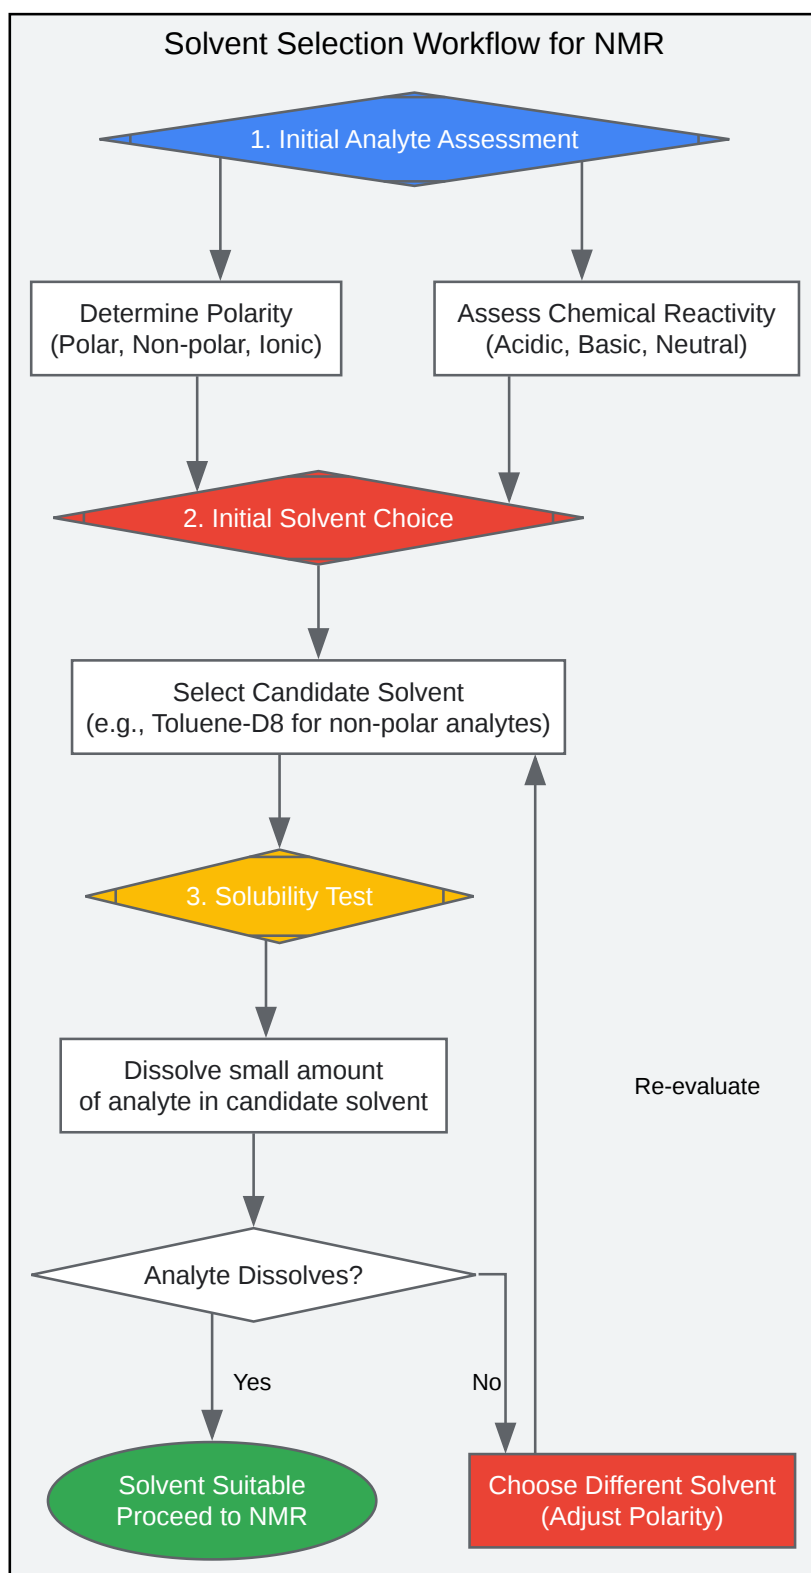 Solvent Selection Workflow for NMR
1. Initial Analyte Assessment
Determine Polarity
(Polar, Non-polar, Ionic)
Assess Chemical Reactivity
(Acidic, Basic, Neutral)
2. Initial Solvent Choice
Select Candidate Solvent
(e.g., Toluene-D8 for non-polar analytes)
3. Solubility Test
Dissolve small amount
of analyte in candidate solvent
Re-evaluate
Analyte Dissolves?
Yes
No
Solvent Suitable
Proceed to NMR
Choose Different Solvent
(Adjust Polarity)